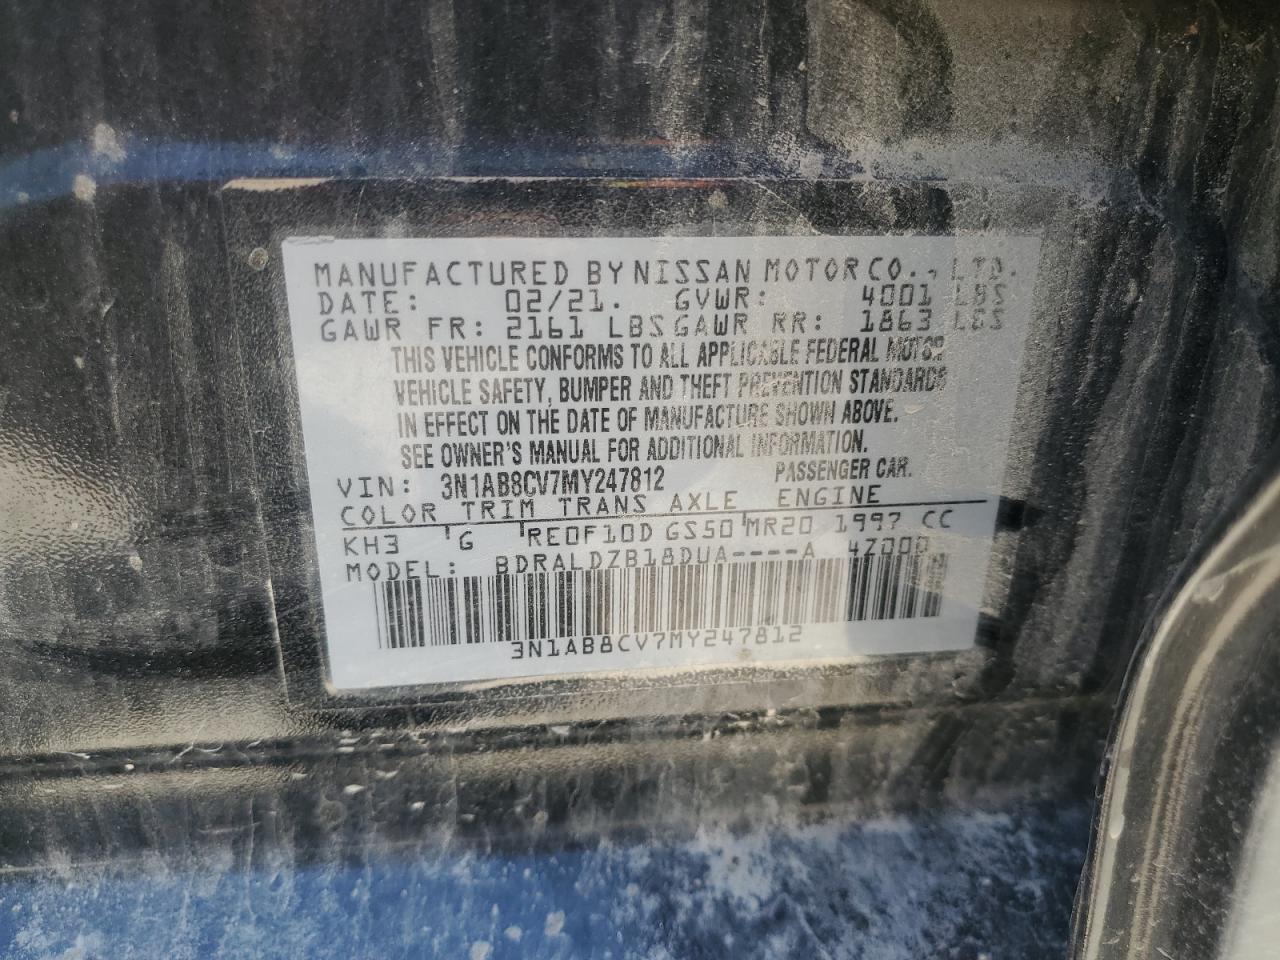 MANUFACTURED BY NISSAN MOTOR CO., LTD.
DATE: 02/21. GVWR: 4001 LBS
GAWR FR: 2161 LBS GAWR RR: 1863 LBS
THIS VEHICLE CONFORMS TO ALL APPLICABLE FEDERAL MOTOR
VEHICLE SAFETY, BUMPER AND THEFT PREVENTION STANDARDS
IN EFFECT ON THE DATE OF MANUFACTURE SHOWN ABOVE.
SEE OWNER'S MANUAL FOR ADDITIONAL INFORMATION.
VIN: 3N1AB8CV7MY247812 PASSENGER CAR.
COLOR TRIM TRANS AXLE ENGINE
KH3 G RE0F10D GS50 MR20 1997 CC
MODEL: BDRALDZB18DUA----A 4Z000
3N1AB8CV7MY247812